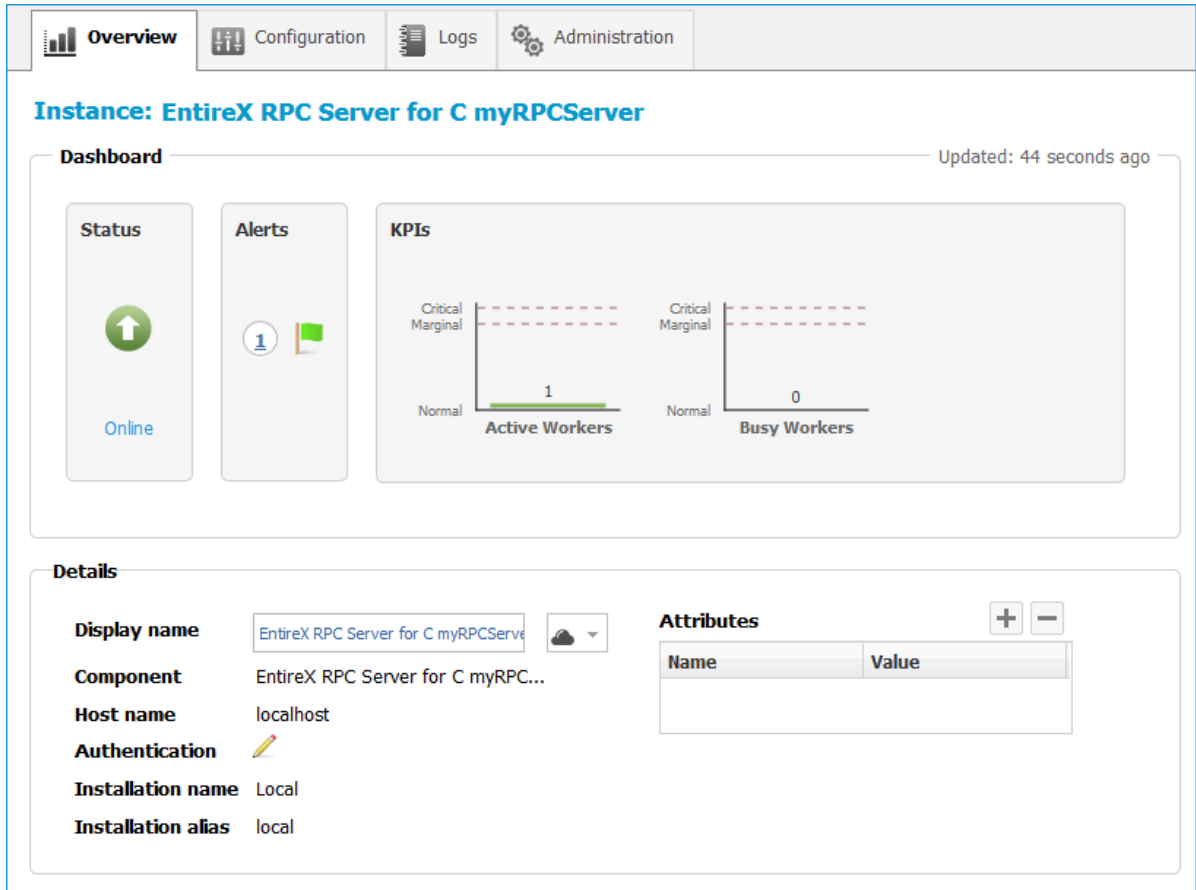 Overview Configuration Logs Administration
Instance: EntireX RPC Server for C myRPCServer
Dashboard Updated: 44 seconds ago
Status Alerts KPIs
Critical Critical
Marginal Marginal
1
1 0
Normal Normal
Online Active Workers Busy Workers
Details
Display name EntireX RPC Server for C myRPCServe
Attributes
Component EntireX RPC Server for C myRPC...
Name Value
Host name localhost
Authentication
Installation name Local
Installation alias local